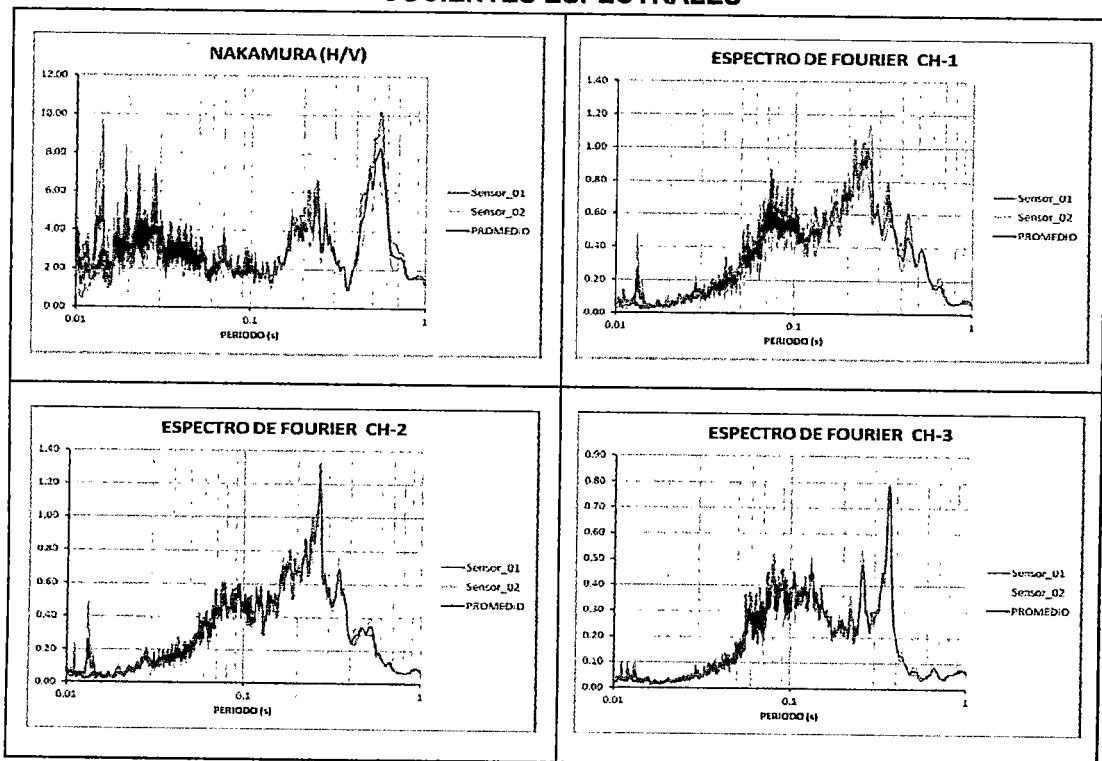 NAKAMURA (H/V)
12.00
10.00
8.00
6.00
4.00
2.00
0.00
0.01
0.1
1
PERIODO (s)
Sensor_01
Sensor_02
PROMEDIO
ESPECTRO DE FOURIER CH-1
1.40
1.20
1.00
0.80
0.60
0.40
0.20
0.00
0.01
0.1
1
PERIODO (s)
Sensor_01
Sensor_02
PROMEDIO
ESPECTRO DE FOURIER CH-2
1.40
1.20
1.00
0.80
0.60
0.40
0.20
0.00
0.01
0.1
1
PERIODO (s)
Sensor_01
Sensor_02
PROMEDIO
ESPECTRO DE FOURIER CH-3
0.90
0.80
0.70
0.60
0.50
0.40
0.30
0.20
0.10
0.00
0.01
0.1
1
PERIODO (s)
Sensor_01
Sensor_02
PROMEDIO